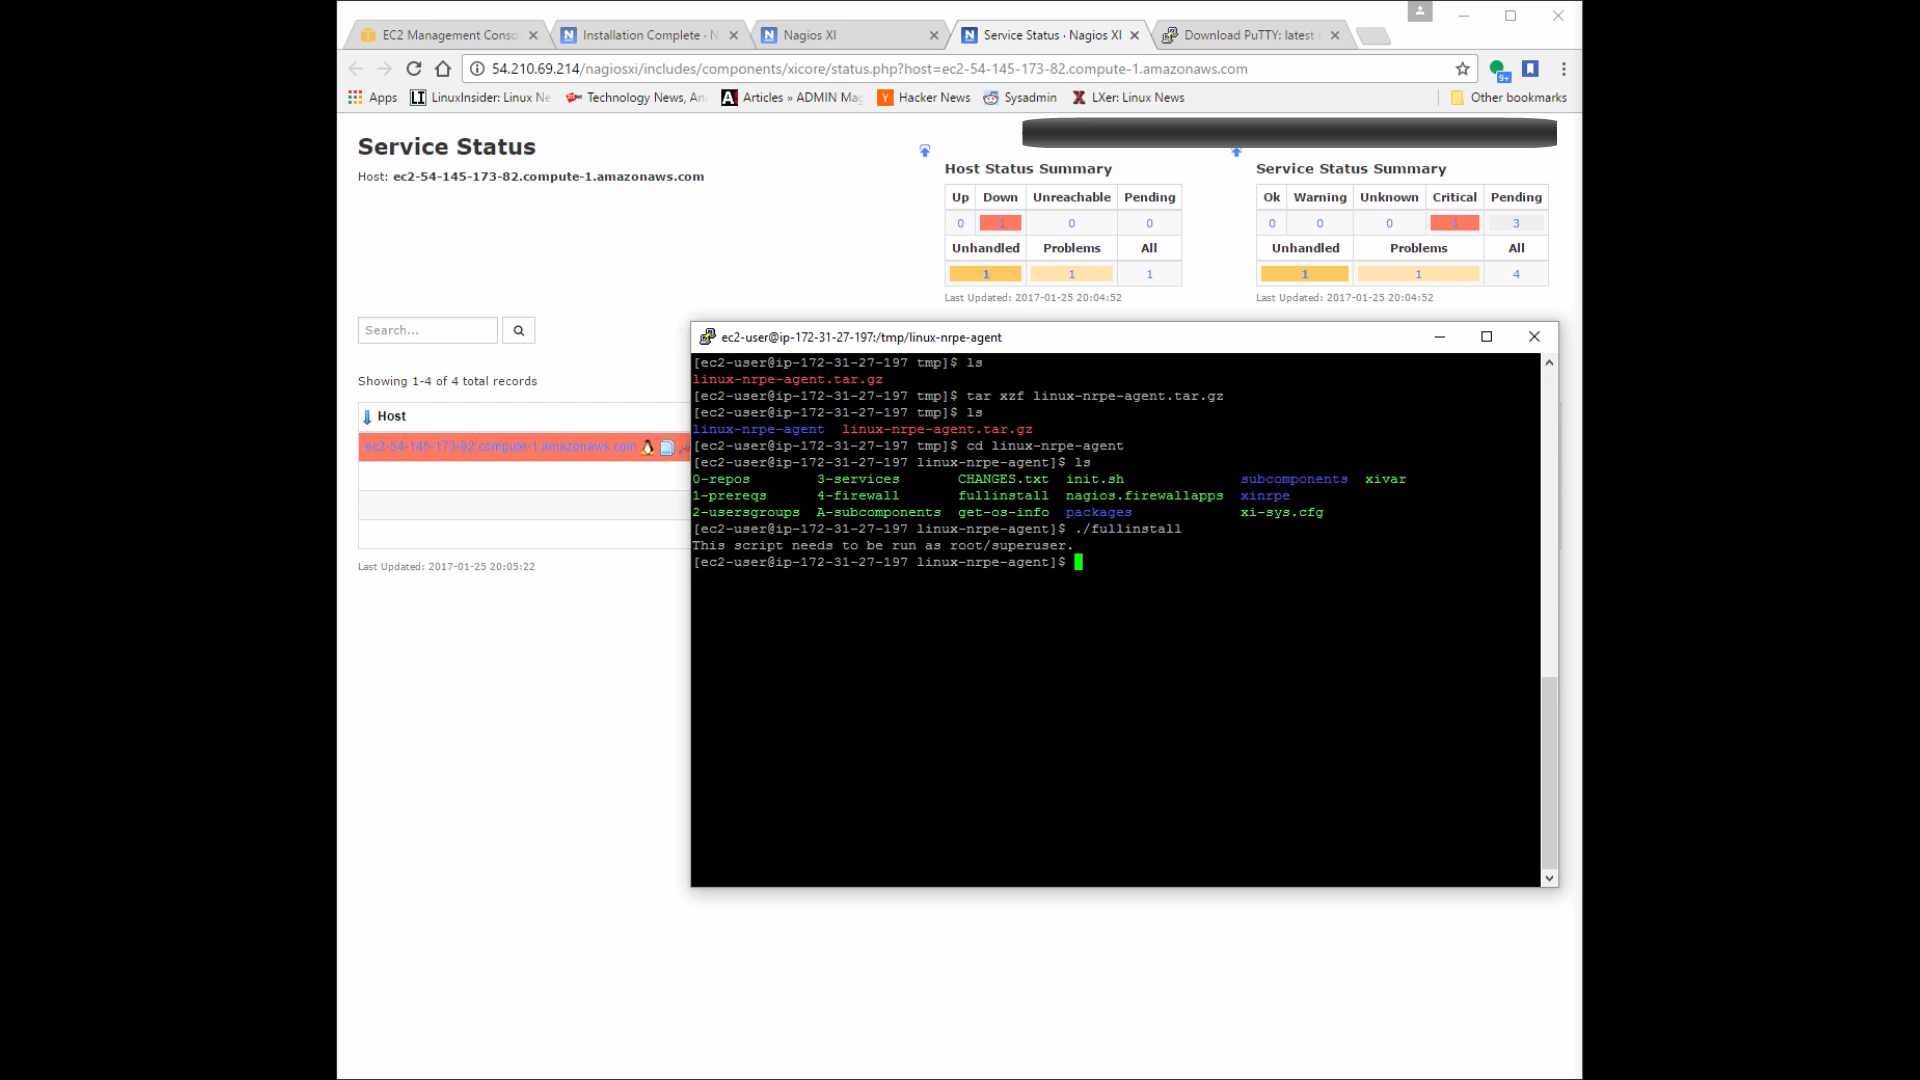 EC2 Management Conso
Installation Complete · N
Nagios XI
Service Status · Nagios XI
Download PuTTY: latest
54.210.69.214/nagiosxi/includes/components/xicore/status.php?host=ec2-54-145-173-82.compute-1.amazonaws.com
9+
Apps
LinuxInsider: Linux Ne
Technology News, An
Articles » ADMIN Mag
Hacker News
Sysadmin
LXer: Linux News
Other bookmarks
Service Status
Host: ec2-54-145-173-82.compute-1.amazonaws.com
Host Status Summary
Up Down Unreachable Pending
0 1 0 0
Unhandled Problems All
1 1 1
Last Updated: 2017-01-25 20:04:52
Service Status Summary
Ok Warning Unknown Critical Pending
0 0 0 1 3
Unhandled Problems All
1 1 4
Last Updated: 2017-01-25 20:04:52
Search...
Showing 1-4 of 4 total records
Host
ec2-54-145-173-82.compute-1.amazonaws.com
Last Updated: 2017-01-25 20:05:22
ec2-user@ip-172-31-27-197:/tmp/linux-nrpe-agent
[ec2-user@ip-172-31-27-197 tmp]$ ls
linux-nrpe-agent.tar.gz
[ec2-user@ip-172-31-27-197 tmp]$ tar xzf linux-nrpe-agent.tar.gz
[ec2-user@ip-172-31-27-197 tmp]$ ls
linux-nrpe-agent linux-nrpe-agent.tar.gz
[ec2-user@ip-172-31-27-197 tmp]$ cd linux-nrpe-agent
[ec2-user@ip-172-31-27-197 linux-nrpe-agent]$ ls
0-repos 3-services CHANGES.txt init.sh subcomponents xivar
1-prereqs 4-firewall fullinstall nagios.firewallapps xinrpe
2-usersgroups A-subcomponents get-os-info packages xi-sys.cfg
[ec2-user@ip-172-31-27-197 linux-nrpe-agent]$ ./fullinstall
This script needs to be run as root/superuser.
[ec2-user@ip-172-31-27-197 linux-nrpe-agent]$